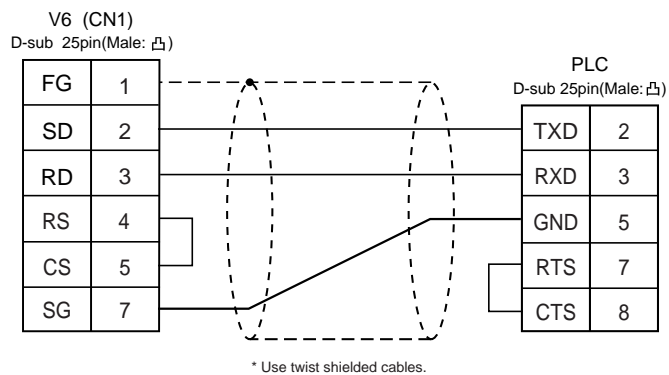 V6 (CN1)
D-sub 25pin(Male: 凸)
FG 1
SD 2
RD 3
RS 4
CS 5
SG 7
PLC
D-sub 25pin(Male: 凸)
TXD 2
RXD 3
GND 5
RTS 7
CTS 8
* Use twist shielded cables.